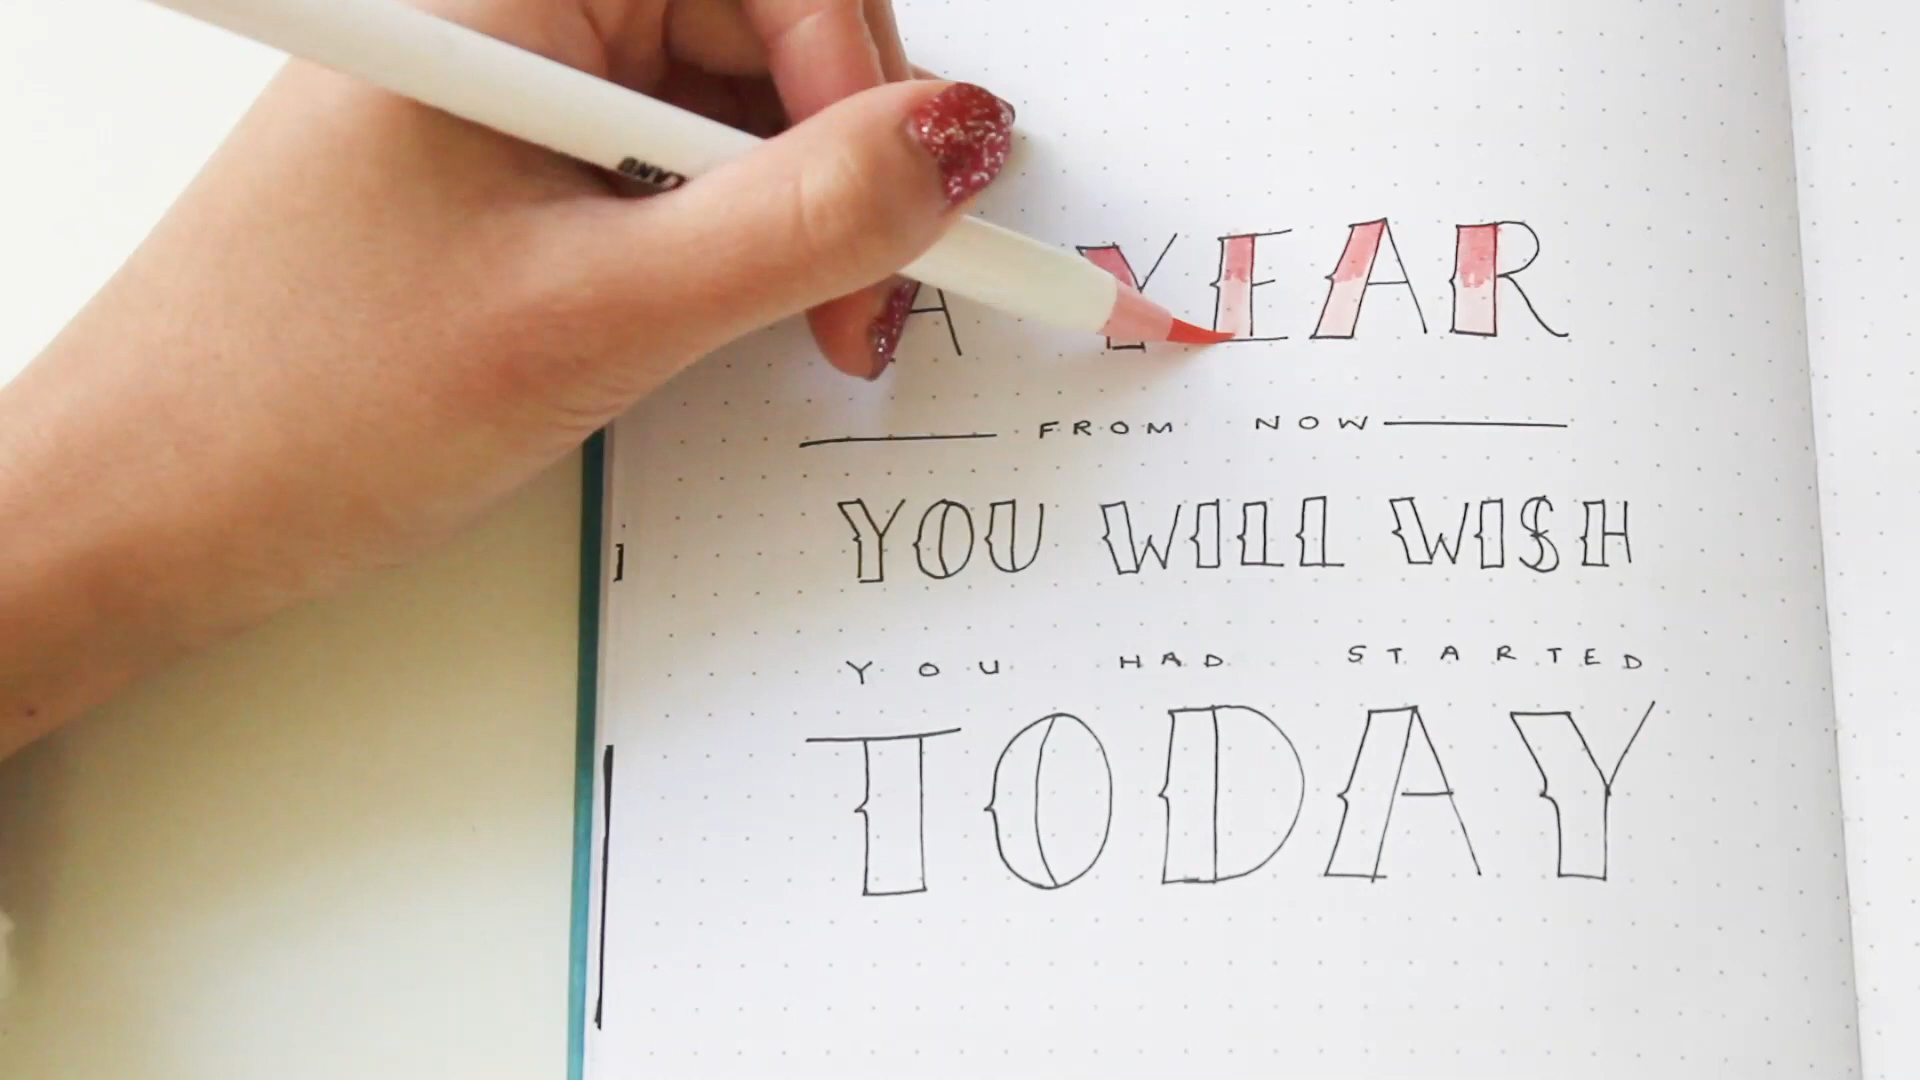 A YEAR
FROM NOW
YOU WILL WISH
YOU HAD STARTED
TODAY